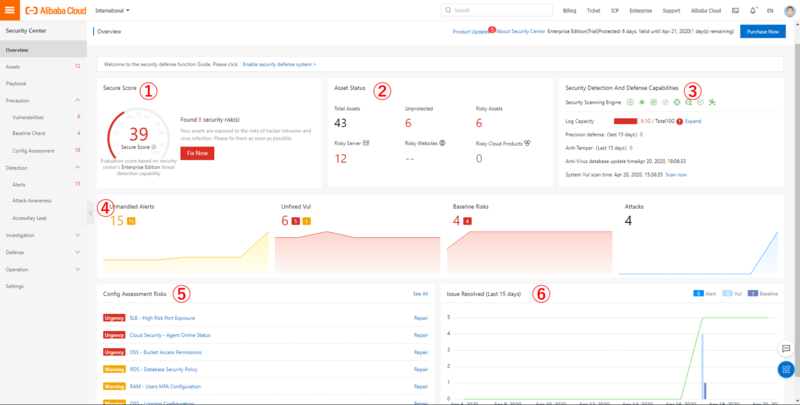 Alibaba Cloud
International
Search
Billing Ticket ICP Enterprise Support Alibaba Cloud EN
Security Center
Overview
Product Updates 5 About Security Center Enterprise Edition(Trial)Protected: 6 days. Valid until Apr 21, 2020(1 day(s) remaining)
Purchase Now
Overview
Assets 12
Playbook
Precaution
Vulnerabilities 6
Baseline Check 4
Config Assessment 18
Detection
Alerts 15
Attack Awareness
AccessKey Leak
Investigation
Defense
Operation
Settings
Welcome to the security defense function Guide. Please click : Enable security defense system >
Secure Score
1
39
Secure Score
Evaluation score based on security center's Enterprise Edition threat detection capability
Found 8 security risk(s)
Your assets are exposed to the risks of hacker intrusion and
virus infection. Please fix them as soon as possible.
Fix Now
Asset Status
2
Total Assets Unprotected Risky Assets
43 6 6
Risky Server Risky Websites Risky Cloud Products
12 -- 0
Security Detection And Defense Capabilities
3
Security Scanning Engine
Log Capacity 9.1G / Total10G Expand
Precision defense (last 15 days) 0
Anti-Tamper (Last 15 days) 0
Anti-Virus database update timeApr 20, 2020, 18:06:33
System Vul scan time Apr 20, 2020, 15:38:35 Scan now
4
Unhandled Alerts
15 15
Unfixed Vul
6 5 1
Baseline Risks
4 4
Attacks
4
Config Assessment Risks
5
See All
Urgency SLB - High Risk Port Exposure Repair
Urgency Cloud Security - Agent Online Status Repair
Urgency OSS - Bucket Access Permissions Repair
Warning RDS - Database Security Policy Repair
Warning RAM - Users MFA Configuration Repair
Warning OSS - Logging Configuration Repair
Issue Resolved (Last 15 days)
6
0 Alert 4 Vul 1 Baseline
5
4
3
2
1
0